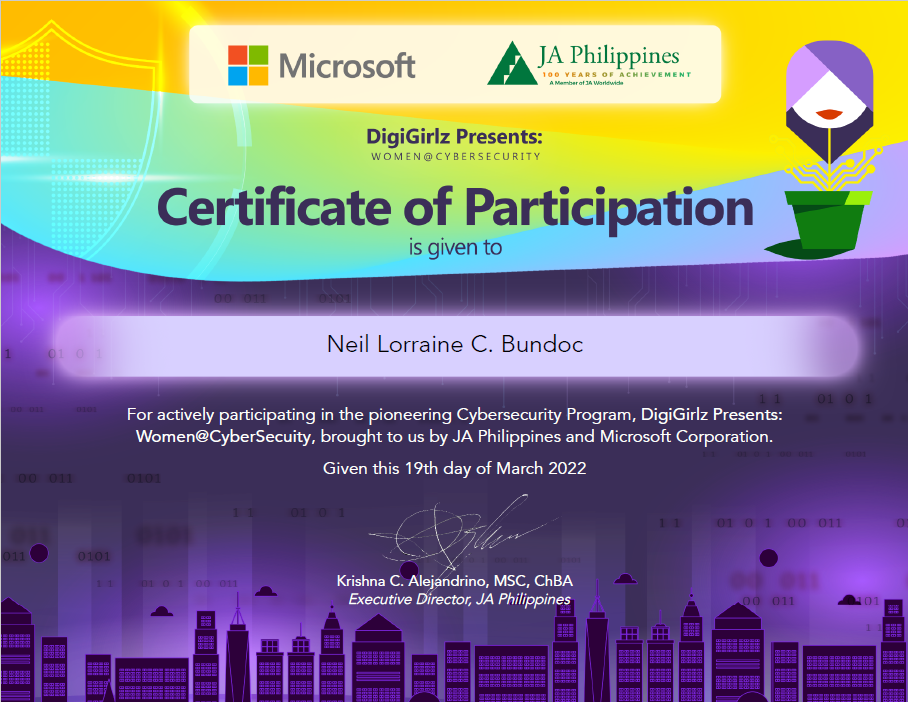 Microsoft
JA Philippines
100 YEARS OF ACHIEVEMENT
A Member of JA Worldwide
DigiGirlz Presents:
WOMEN@CYBERSECURITY
Certificate of Participation
is given to
Neil Lorraine C. Bundoc
For actively participating in the pioneering Cybersecurity Program, DigiGirlz Presents:
Women@CyberSecuity, brought to us by JA Philippines and Microsoft Corporation.
Given this 19th day of March 2022
Krishna C. Alejandrino, MSC, ChBA
Executive Director, JA Philippines